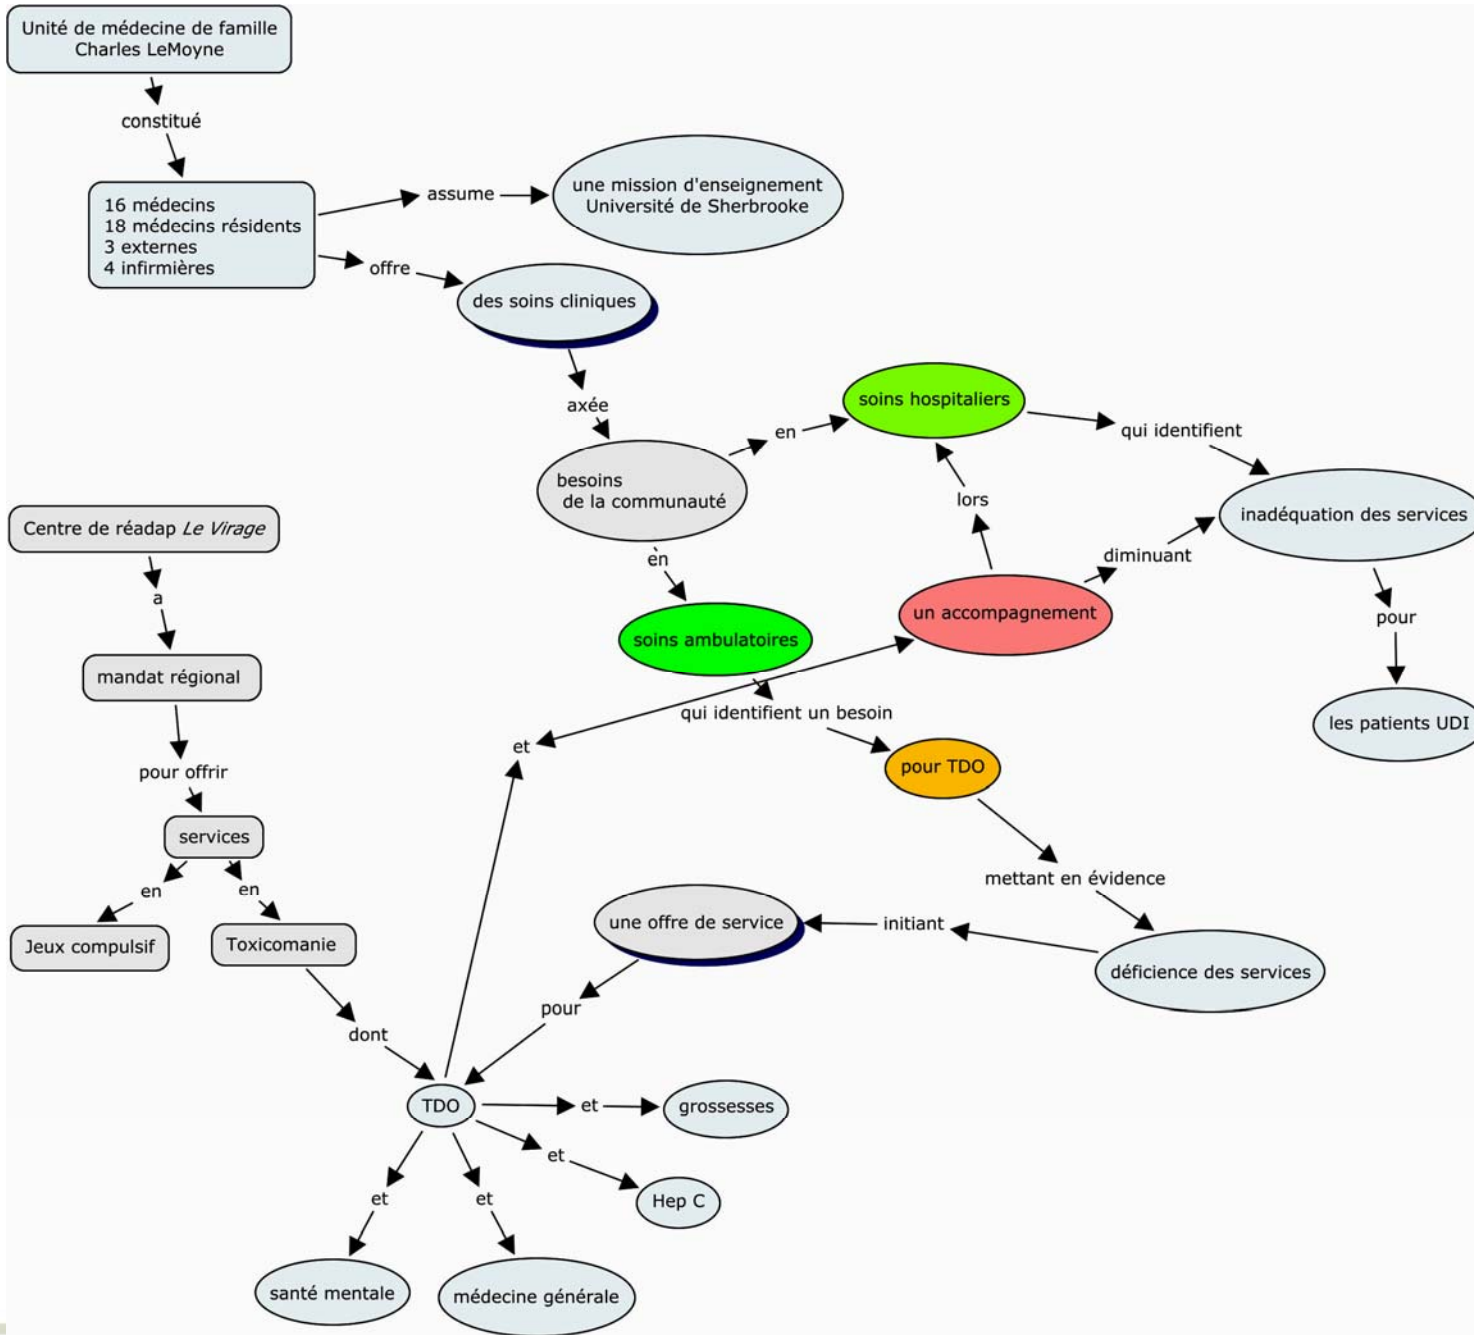 Unité de médecine de famille
Charles LeMoyne
constitué
16 médecins
18 médecins résidents
3 externes
4 infirmières
assume
une mission d'enseignement
Université de Sherbrooke
offre
des soins cliniques
axée
besoins
de la communauté
en
soins hospitaliers
qui identifient
inadéquation des services
lors
diminuant
un accompagnement
pour
les patients UDI
en
soins ambulatoires
qui identifient un besoin
pour TDO
mettant en évidence
déficience des services
initiant
une offre de service
pour
Centre de réadap Le Virage
a
mandat régional
pour offrir
services
en
en
Jeux compulsif
Toxicomanie
dont
et
TDO
et
grossesses
et
Hep C
et
et
santé mentale
médecine générale